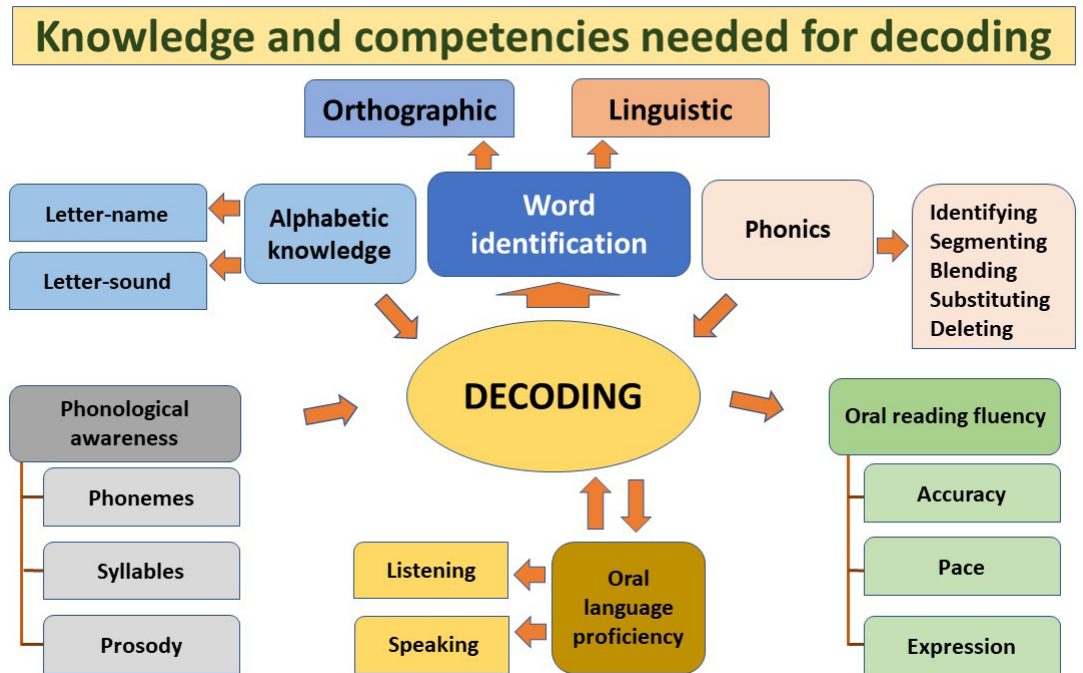 Knowledge and competencies needed for decoding
Orthographic
Linguistic
Letter-name
Letter-sound
Alphabetic
knowledge
Word
identification
Phonics
Identifying
Segmenting
Blending
Substituting
Deleting
DECODING
Phonological
awareness
Phonemes
Syllables
Prosody
Listening
Speaking
Oral
language
proficiency
Oral reading fluency
Accuracy
Pace
Expression